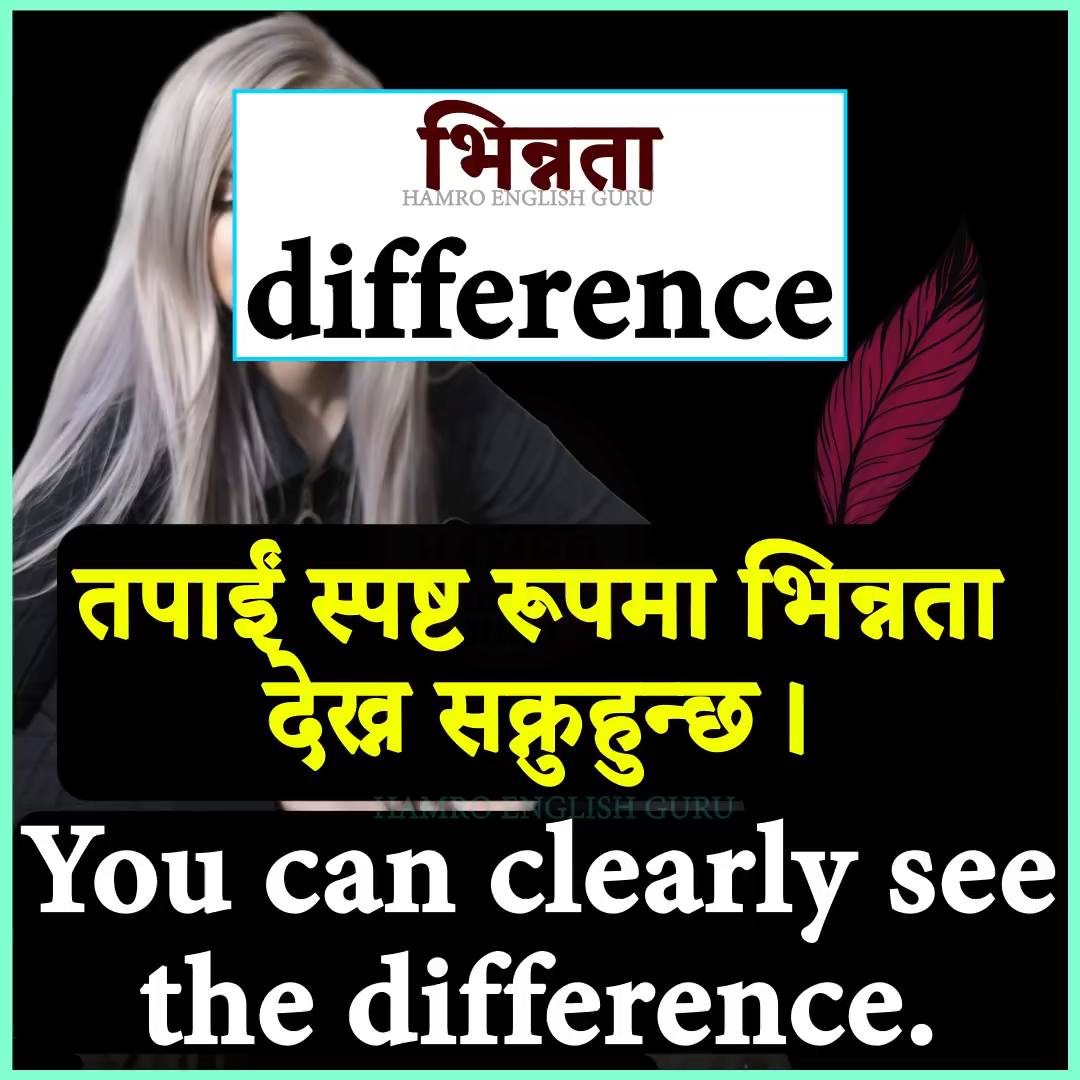 भिन्नता
HAMRO ENGLISH GURU
difference
तपाईं स्पष्ट रूपमा भिन्नता
देख्न सक्नुहुन्छ।
HAMRO ENGLISH GURU
You can clearly see
the difference.